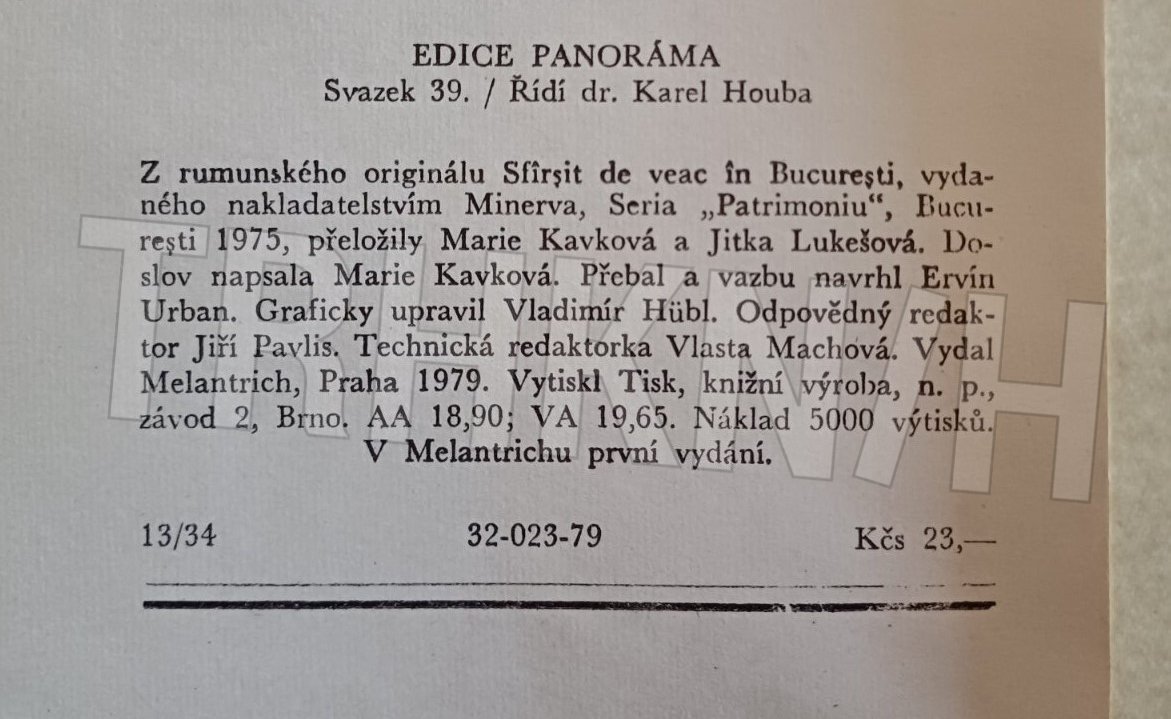 EDICE PANORÁMA
Svazek 39. / Řídí dr. Karel Houba
Z rumunského originálu Sfîrşit de veac în Bucureşti, vyda-
ného nakladatelstvím Minerva, Seria „Patrimoniu“, Bucu-
reşti 1975, přeložily Marie Kavková a Jitka Lukešová. Do-
slov napsala Marie Kavková. Přebal a vazbu navrhl Ervín
Urban. Graficky upravil Vladimír Hübl. Odpovědný redak-
tor Jiří Pavlis. Technická redaktorka Vlasta Machová. Vydal
Melantrich, Praha 1979. Vytiskl Tisk, knižní výroba, n. p.,
závod 2, Brno. AA 18,90; VA 19,65. Náklad 5000 výtisků.
V Melantrichu první vydání.
13/34 32-023-79 Kčs 23,—